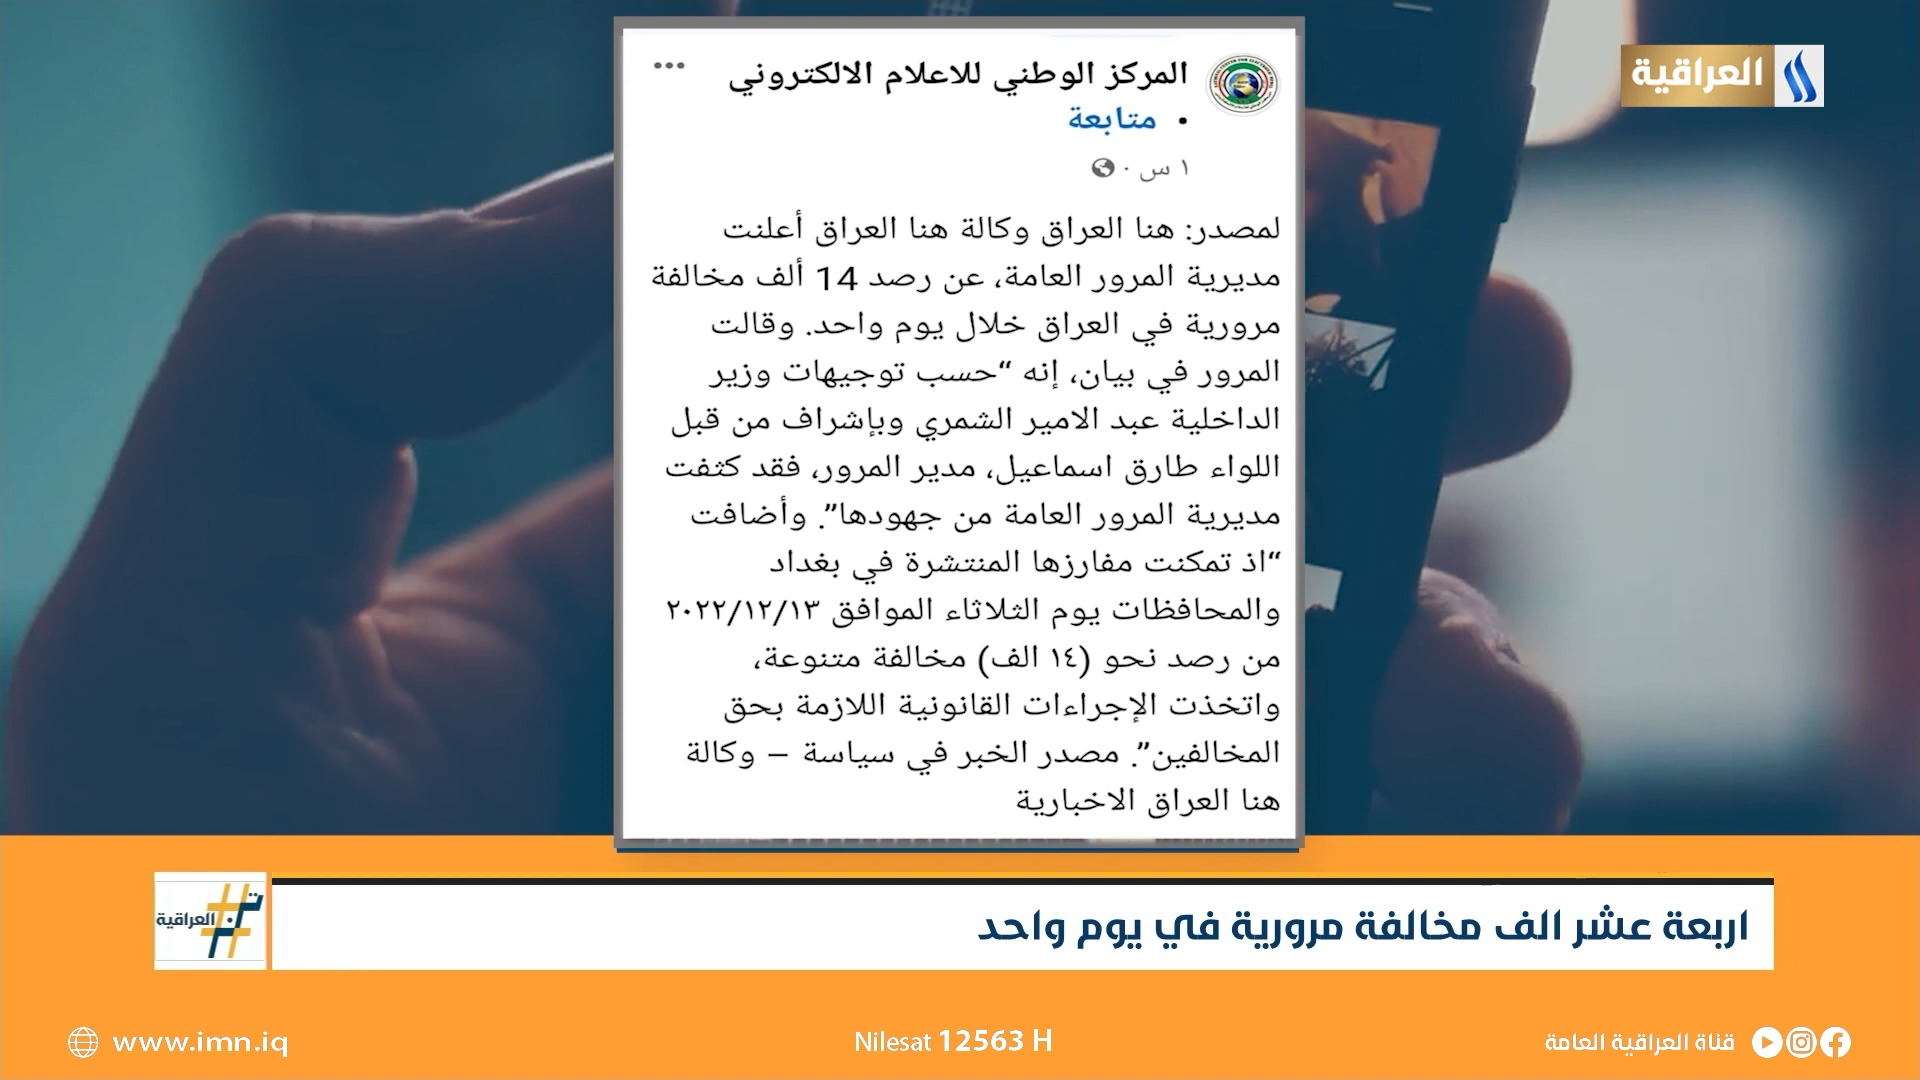 العراقية
المركز الوطني للاعلام الالكتروني
• متابعة
١ س ·
لمصدر: هنا العراق وكالة هنا العراق أعلنت
مديرية المرور العامة، عن رصد 14 ألف مخالفة
مرورية في العراق خلال يوم واحد. وقالت
المرور في بيان، إنه “حسب توجيهات وزير
الداخلية عبد الامير الشمري وبإشراف من قبل
اللواء طارق اسماعيل، مدير المرور، فقد كثفت
مديرية المرور العامة من جهودها”. وأضافت
“اذ تمكنت مفارزها المنتشرة في بغداد
والمحافظات يوم الثلاثاء الموافق ٢٠٢٢/١٢/١٣
من رصد نحو (١٤ الف) مخالفة متنوعة،
واتخذت الإجراءات القانونية اللازمة بحق
المخالفين”. مصدر الخبر في سياسة – وكالة
هنا العراق الاخبارية
اربعة عشر الف مخالفة مرورية في يوم واحد
العراقية
www.imn.iq
Nilesat 12563 H
قناة العراقية العامة